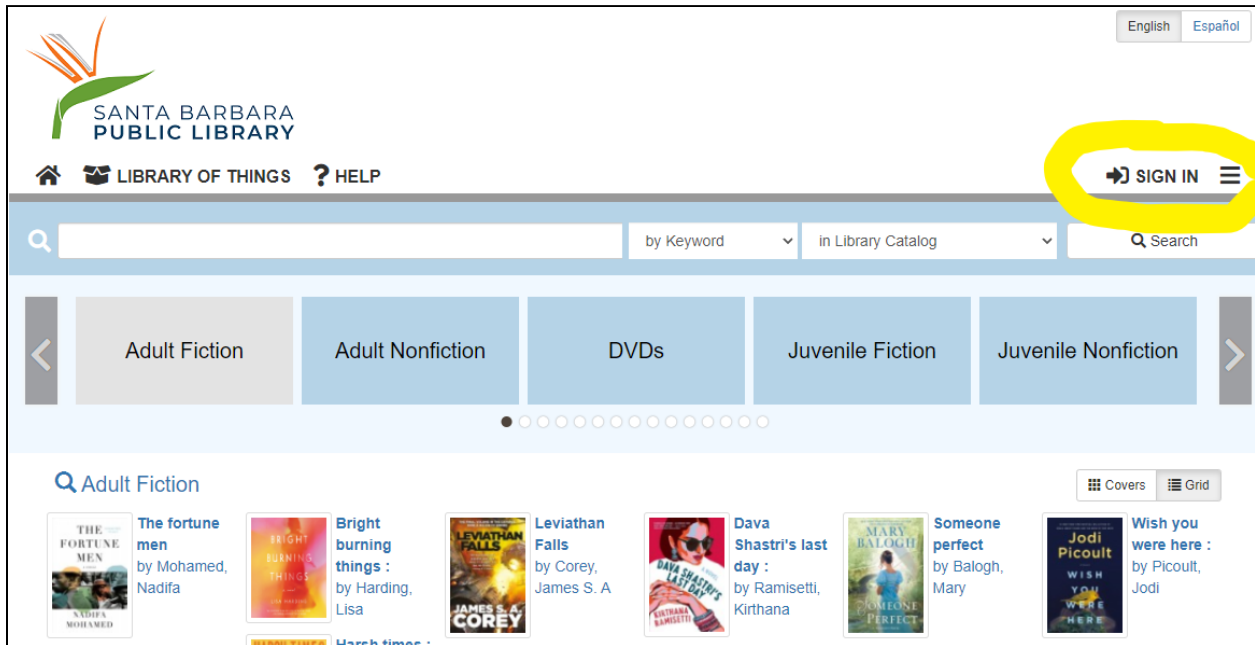 English Español
SANTA BARBARA
PUBLIC LIBRARY
LIBRARY OF THINGS ? HELP SIGN IN
by Keyword in Library Catalog Search
Adult Fiction Adult Nonfiction DVDs Juvenile Fiction Juvenile Nonfiction
Adult Fiction Covers Grid
THE
FORTUNE
MEN
NADIFA
MOHAMED
The fortune
men
by Mohamed,
Nadifa
BRIGHT
BURNING
THINGS
Bright
burning
things :
by Harding,
Lisa
LEVIATHAN
FALLS
JAMES S. A.
COREY
Leviathan
Falls
by Corey,
James S. A
DAVA
SHASTRI'S
LAST DAY
KIRTHANA
RAMISETTI
Dava
Shastri's last
day :
by Ramisetti,
Kirthana
MARY
BALOGH
SOMEONE
PERFECT
Someone
perfect
by Balogh,
Mary
Jodi
Picoult
WISH
YOU
WERE
HERE
Wish you
were here :
by Picoult,
Jodi
Harsh times :